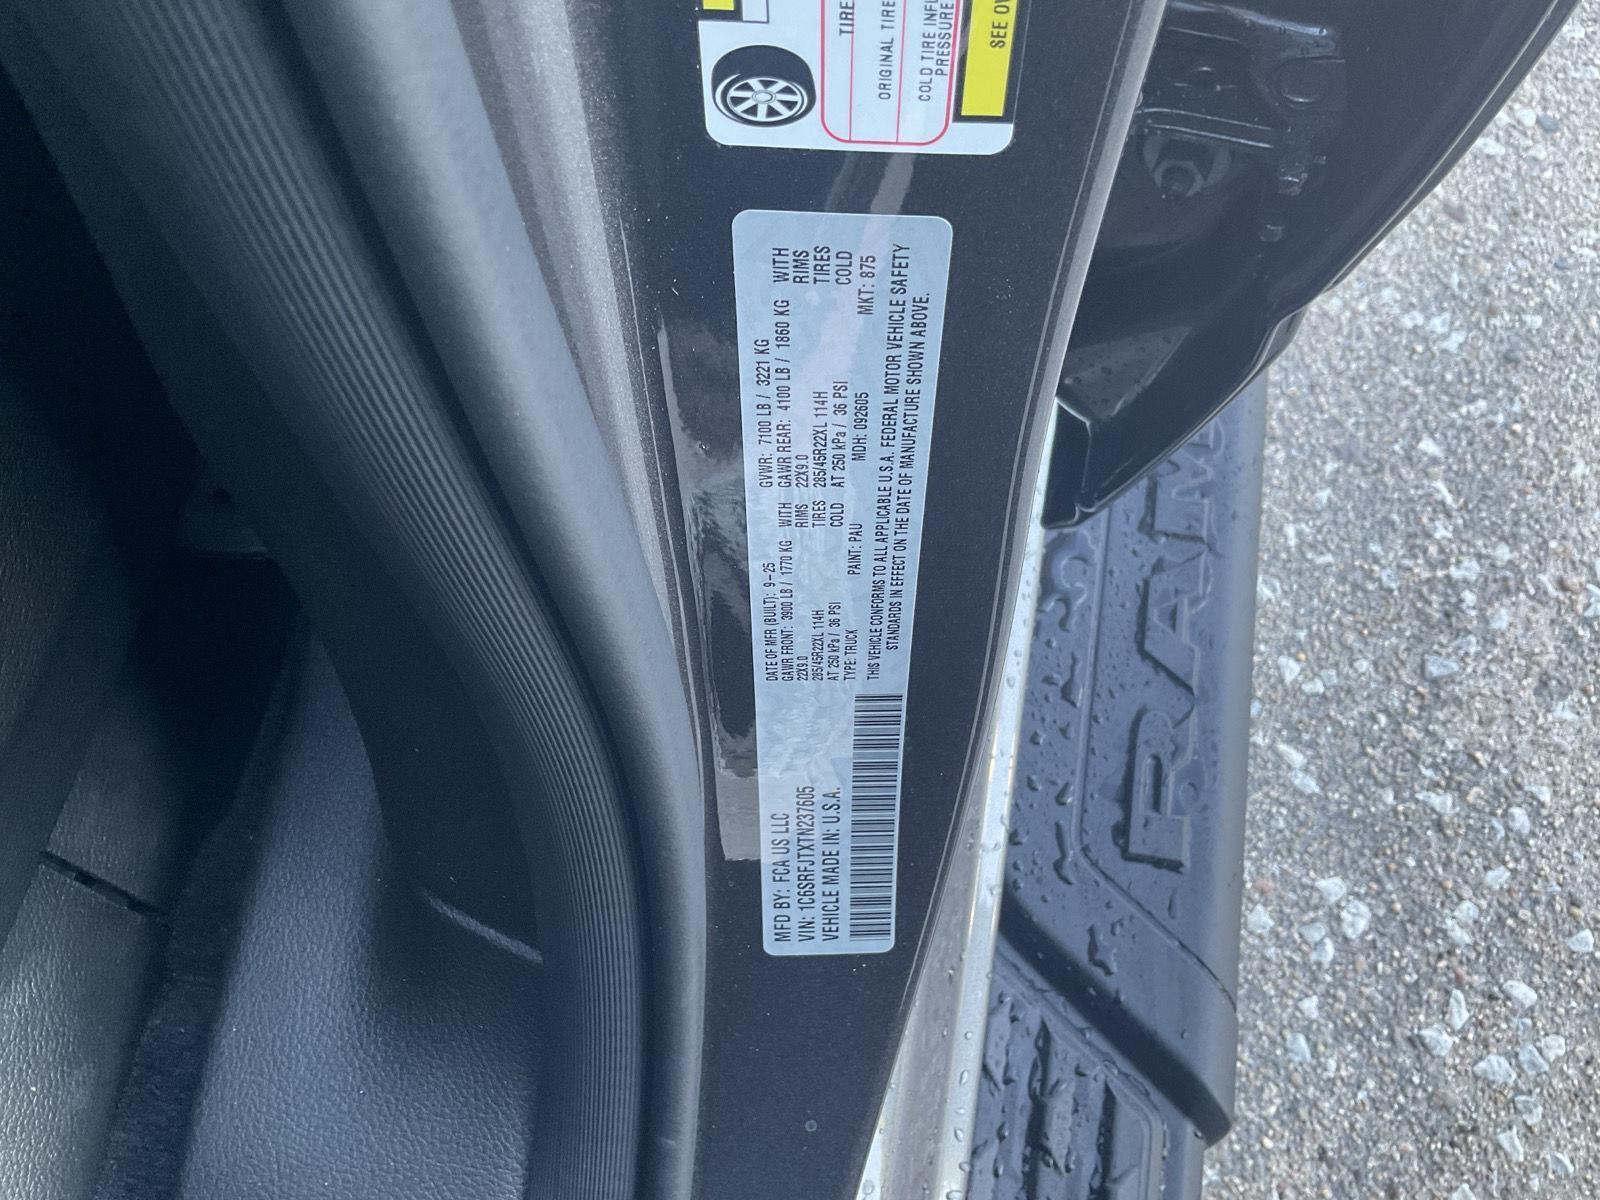 TIRE
ORIGINAL TIRE
COLD TIRE INFL
PRESSURE
SEE OW
MFD BY: FCA US LLC
VIN: 1C6SRFJTXTN237605
VEHICLE MADE IN: U.S.A.
DATE OF MFR (BUILT): 9-25 GVWR: 7100 LB / 3221 KG
GAWR FRONT: 3900 LB / 1770 KG WITH GAWR REAR: 4100 LB / 1860 KG WITH
22X9.0 RIMS 22X9.0 RIMS
285/45R22XL 114H TIRES 285/45R22XL 114H TIRES
AT 250 kPa / 36 PSI COLD AT 250 kPa / 36 PSI COLD
TYPE: TRUCK PAINT: PAU MDH: 092605 MKT: 875
THIS VEHICLE CONFORMS TO ALL APPLICABLE U.S.A. FEDERAL MOTOR VEHICLE SAFETY
STANDARDS IN EFFECT ON THE DATE OF MANUFACTURE SHOWN ABOVE.
RAM